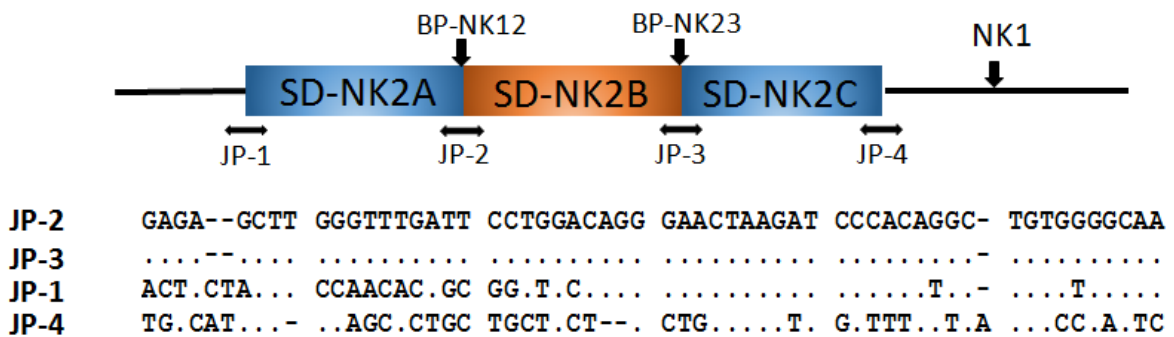 BP-NK12 BP-NK23 NK1
SD-NK2A SD-NK2B SD-NK2C
JP-1 JP-2 JP-3 JP-4
JP-2 GAGA--GCTT GGGTTTGATT CCTGGACAGG GAACTAAGAT CCCACAGGC- TGTGGGGCAA
JP-3 ....--.... .......... .......... .......... .........- ..........
JP-1 ACT.CTA... CCAACAC.GC GG.T.C.... .......... ......T..- ....T.....
JP-4 TG.CAT...- ..AGC.CTGC TGCT.CT--. CTG.....T. G.TTT..T.A ...CC.A.TC